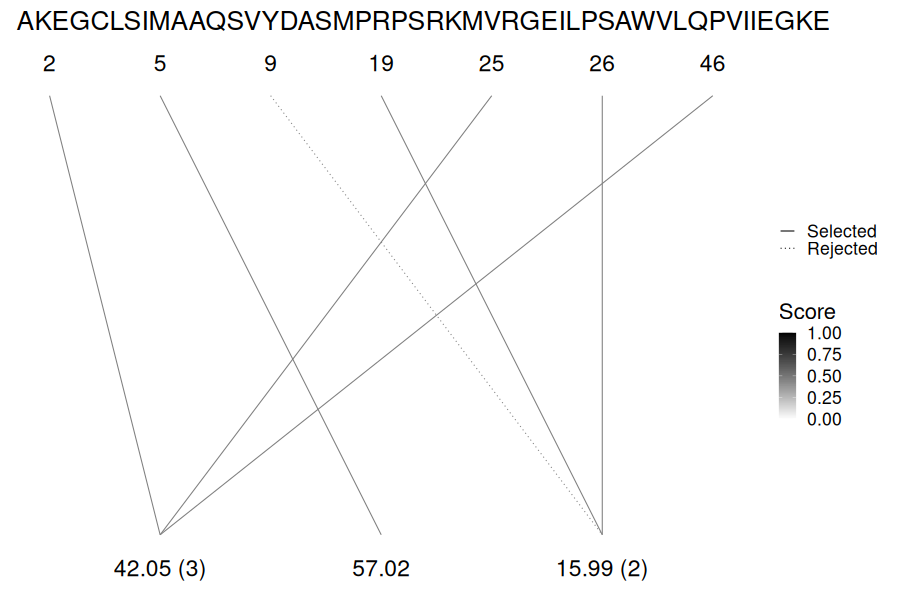 AKEGCLSIMAAQSVYDASMPRPSRKMVRGEILPSAWVLQPVIIEGKE
2 5 9 19 25 26 46
Selected
Rejected
Score
1.00
0.75
0.50
0.25
0.00
42.05 (3) 57.02 15.99 (2)